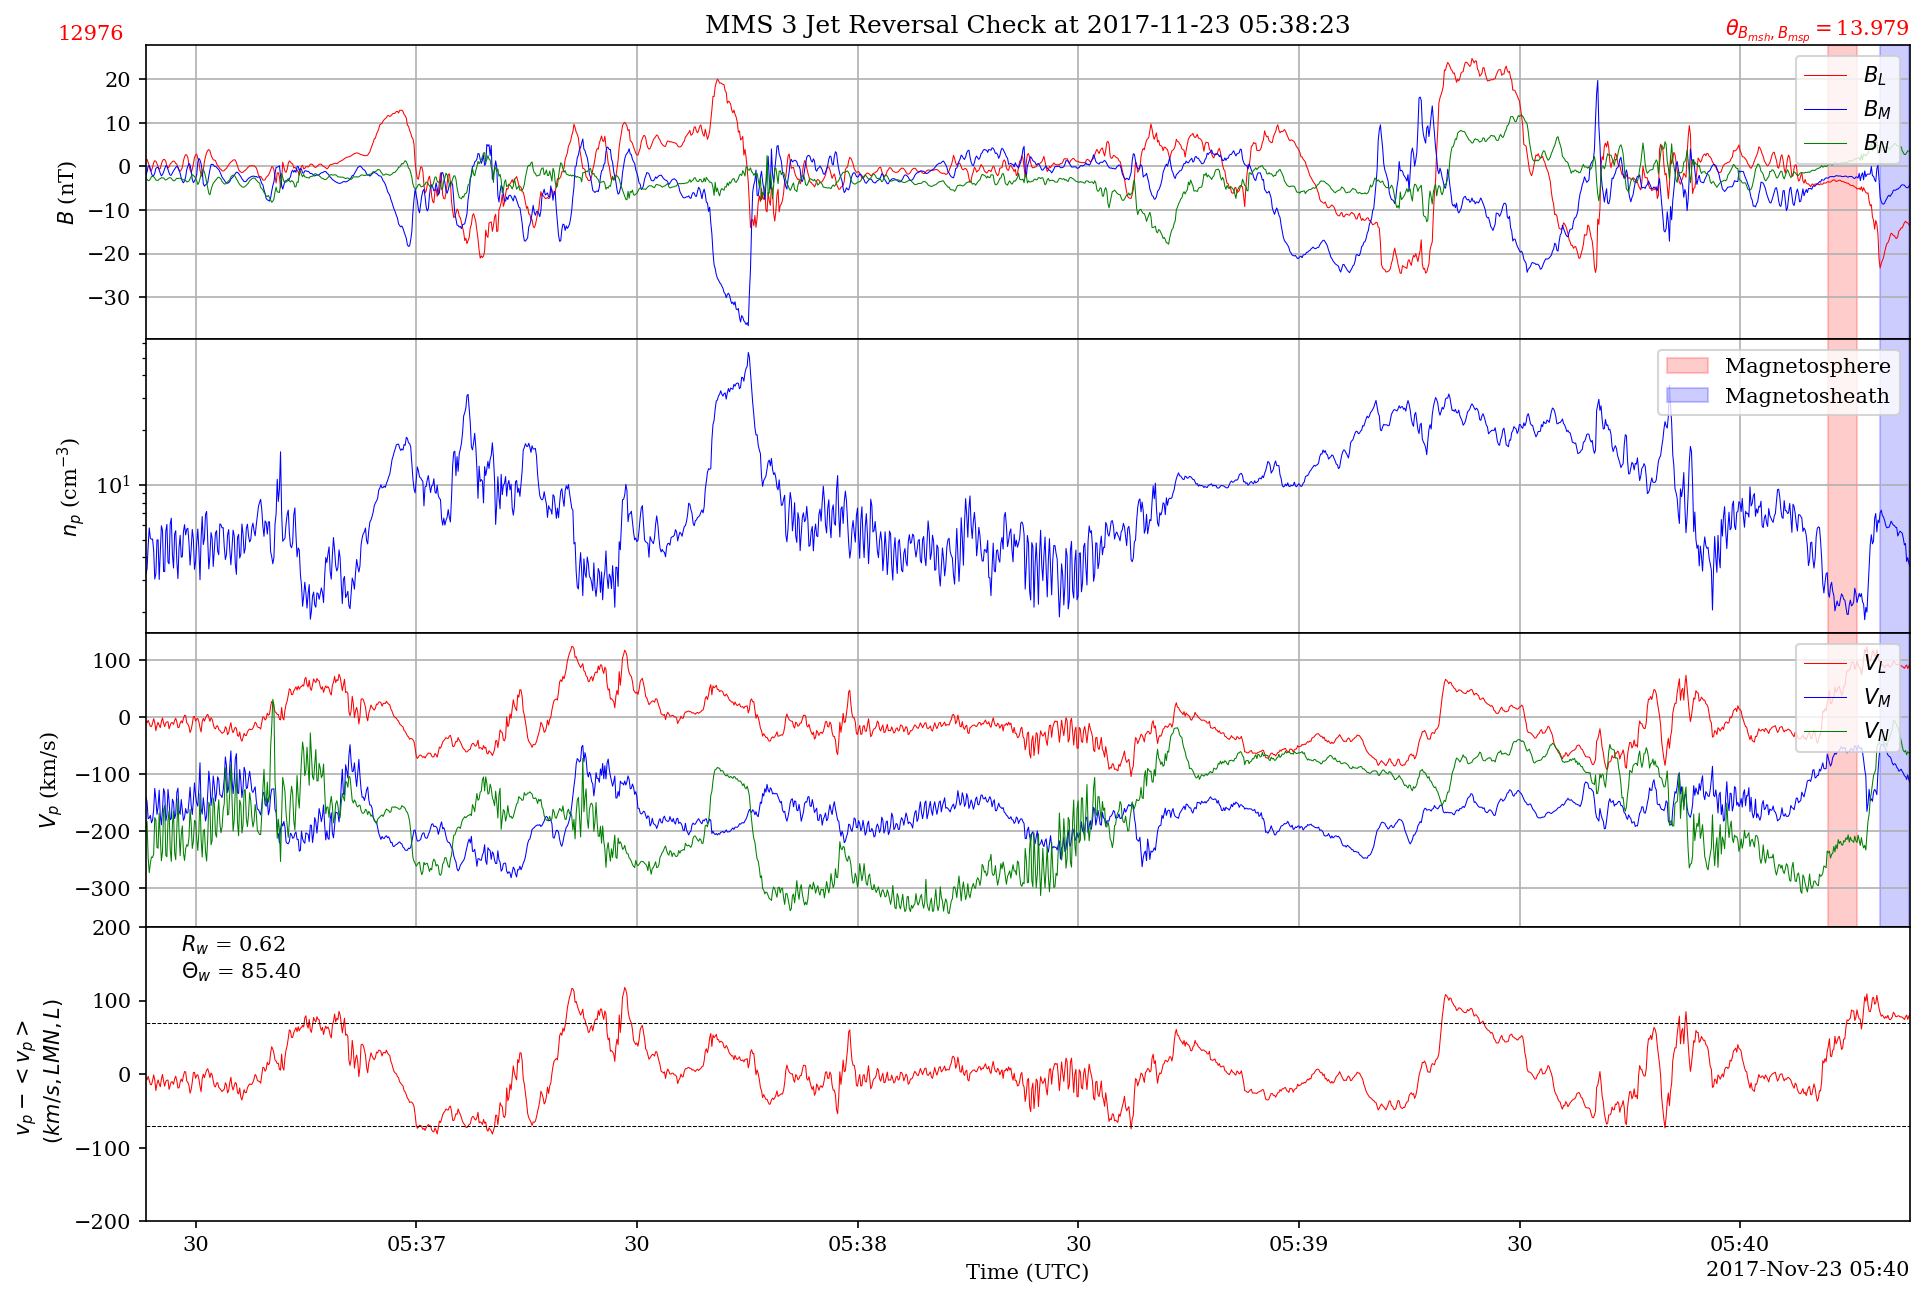 12976
MMS 3 Jet Reversal Check at 2017-11-23 05:38:23
θ_{B_{msh}, B_{msp}} = 13.979
20
10
0
−10
−20
−30
B (nT)
B_L
B_M
B_N
10^1
n_p (cm^{−3})
Magnetosphere
Magnetosheath
100
0
−100
−200
−300
V_p (km/s)
V_L
V_M
V_N
200
100
0
−100
−200
v_p − < v_p >
(km/s, LMN, L)
R_w = 0.62
Θ_w = 85.40
30
05:37
30
05:38
30
05:39
30
05:40
Time (UTC)
2017-Nov-23 05:40